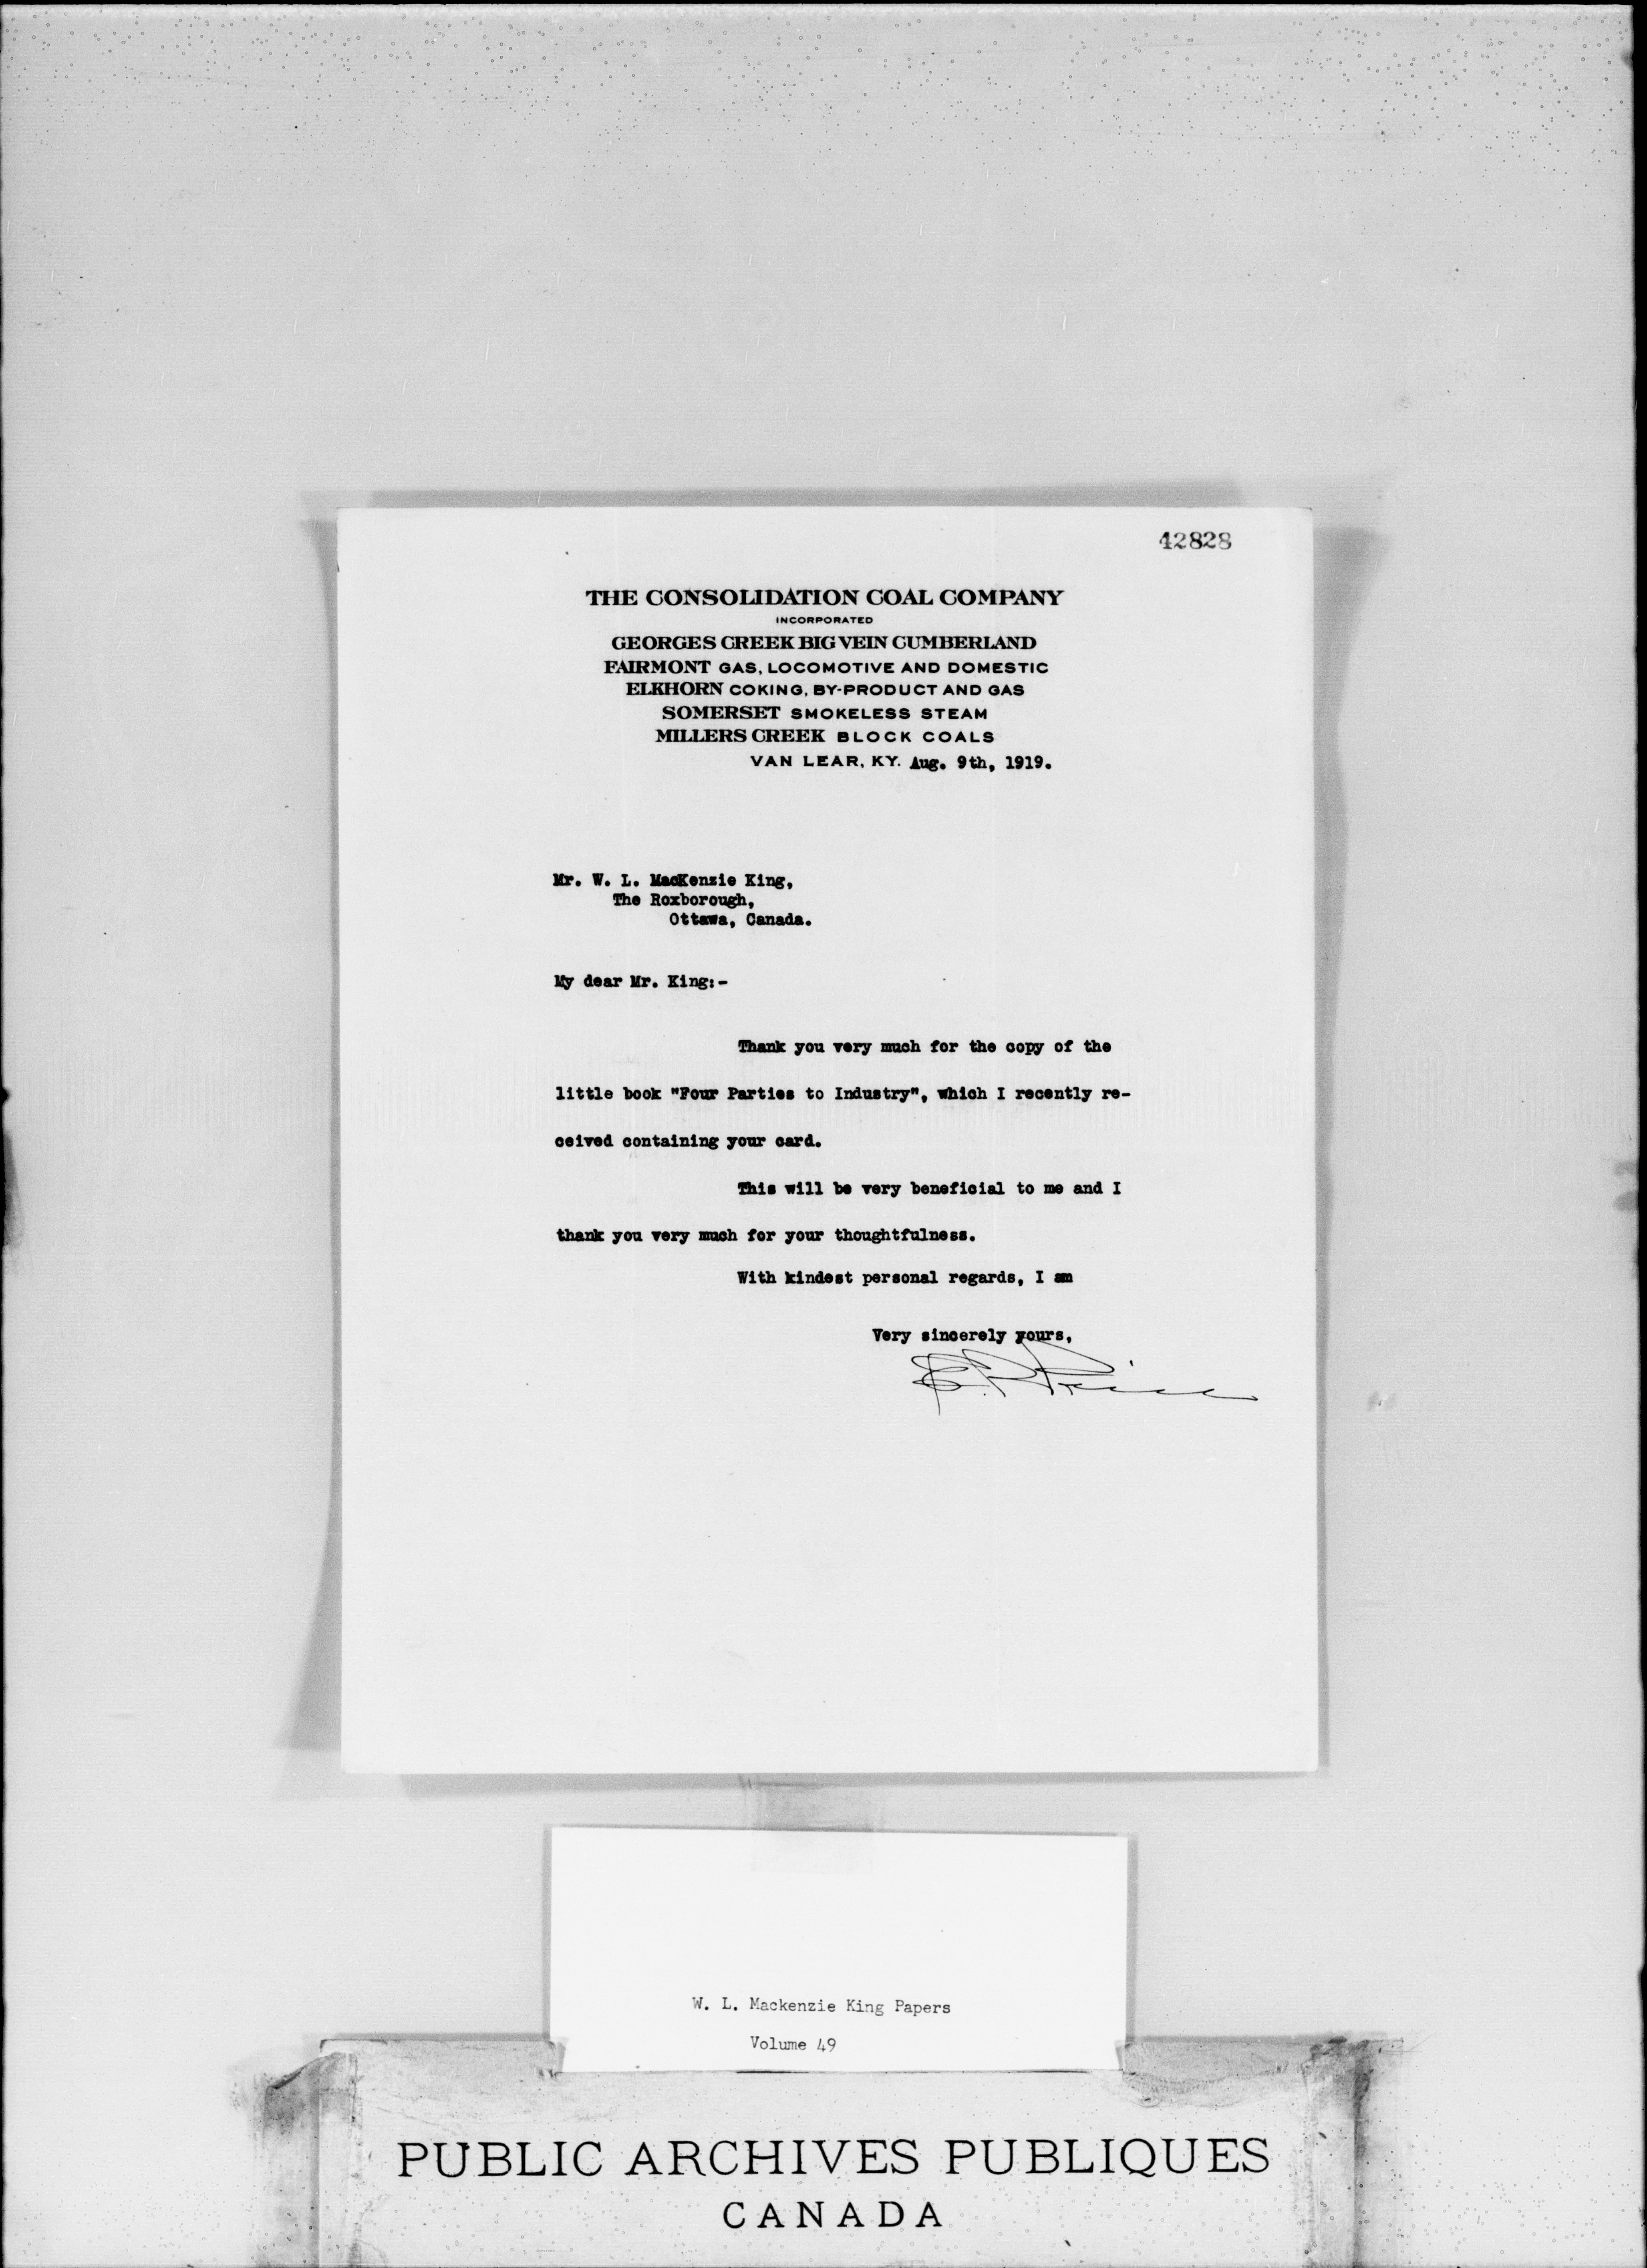 42828
THE CONSOLIDATION COAL COMPANY
INCORPORATED
GEORGES CREEK BIG VEIN CUMBERLAND
FAIRMONT GAS, LOCOMOTIVE AND DOMESTIC
ELKHORN COKING, BY-PRODUCT AND GAS
SOMERSET SMOKELESS STEAM
MILLERS CREEK BLOCK COALS
VAN LEAR, KY. Aug. 9th, 1919.
Mr. W. L. MacKenzie King,
The Roxborough,
Ottawa, Canada.
My dear Mr. King:-
Thank you very much for the copy of the
little book "Four Parties to Industry", which I recently re-
ceived containing your card.
This will be very beneficial to me and I
thank you very much for your thoughtfulness.
With kindest personal regards, I am
Very sincerely yours,
W. L. Mackenzie King Papers
Volume 49
PUBLIC ARCHIVES PUBLIQUES
CANADA